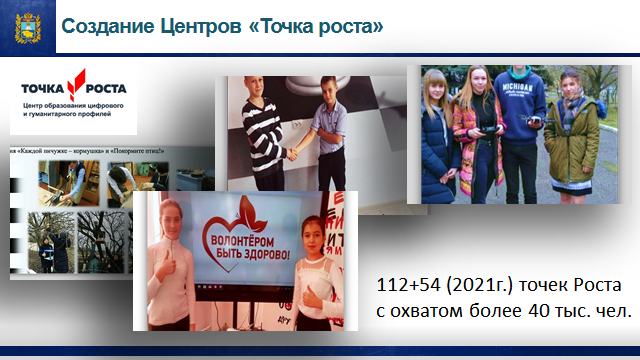 Создание Центров «Точка роста»
ТОЧКА РОСТА
Центр образования цифрового
и гуманитарного профилей
ия «Каждой пичужке – кормушка» и «Покормите птиц!»
MICHIGAN
ВОЛОНТЁРОМ
БЫТЬ ЗДОРОВО!
112+54 (2021г.) точек Роста
с охватом более 40 тыс. чел.